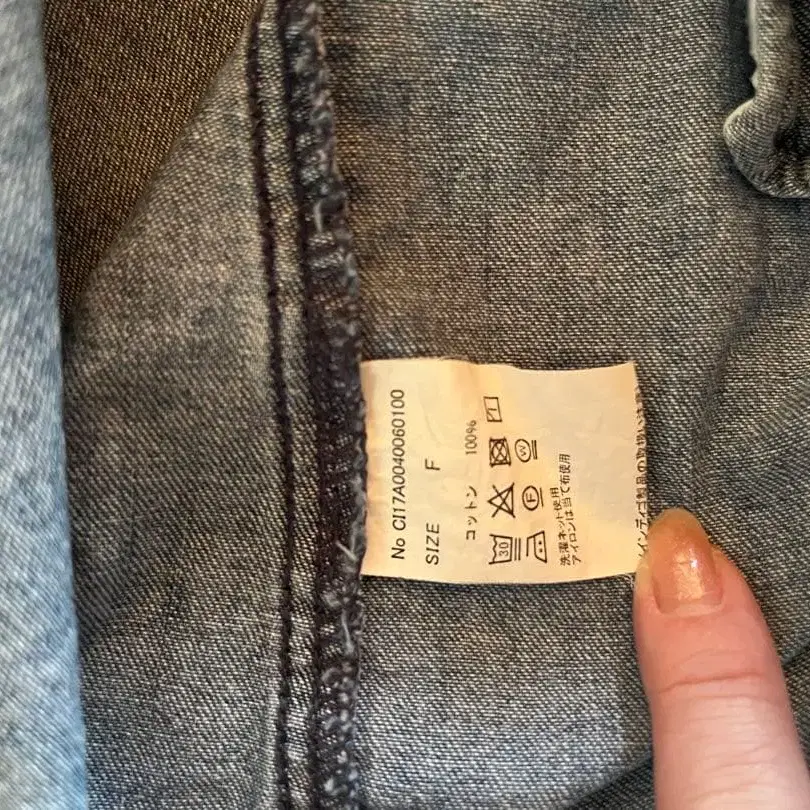 No CI17A0040060100
SIZE F
コットン 100%
30
F W
洗濯ネット使用
アイロンは当て布使用